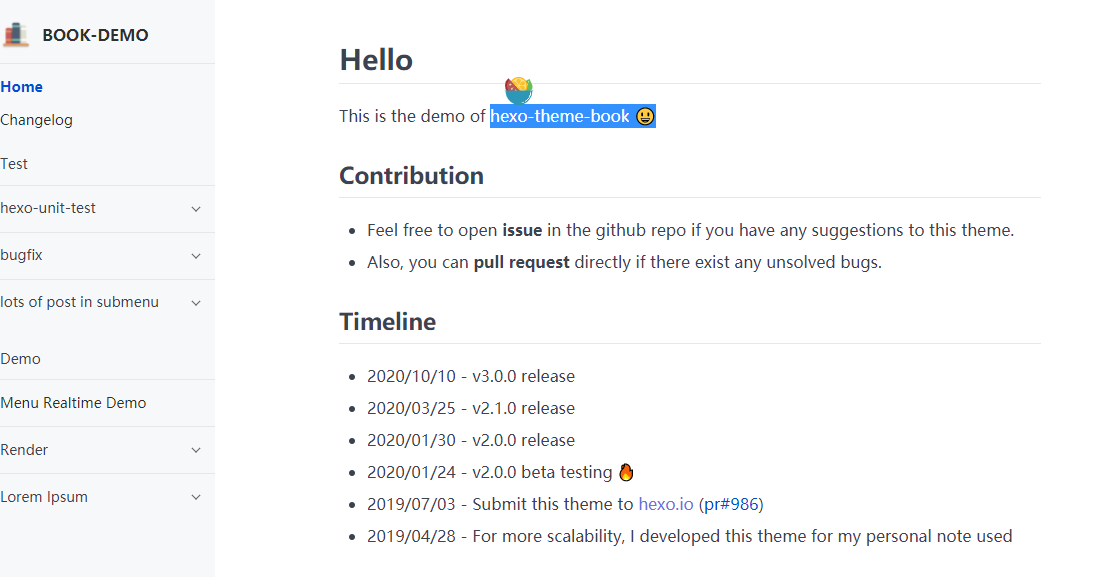 BOOK-DEMO
Home
Changelog
Test
hexo-unit-test
bugfix
lots of post in submenu
Demo
Menu Realtime Demo
Render
Lorem Ipsum
Hello
This is the demo of hexo-theme-book 😃
Contribution
• Feel free to open issue in the github repo if you have any suggestions to this theme.
• Also, you can pull request directly if there exist any unsolved bugs.
Timeline
• 2020/10/10 - v3.0.0 release
• 2020/03/25 - v2.1.0 release
• 2020/01/30 - v2.0.0 release
• 2020/01/24 - v2.0.0 beta testing 🔥
• 2019/07/03 - Submit this theme to hexo.io (pr#986)
• 2019/04/28 - For more scalability, I developed this theme for my personal note used